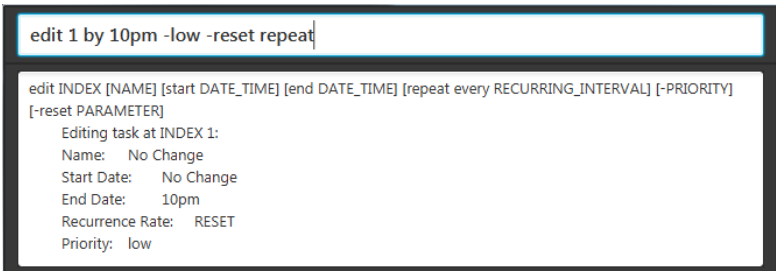 edit 1 by 10pm -low -reset repeat
edit INDEX [NAME] [start DATE_TIME] [end DATE_TIME] [repeat every RECURRING_INTERVAL] [-PRIORITY]
[-reset PARAMETER]
Editing task at INDEX 1:
Name: No Change
Start Date: No Change
End Date: 10pm
Recurrence Rate: RESET
Priority: low